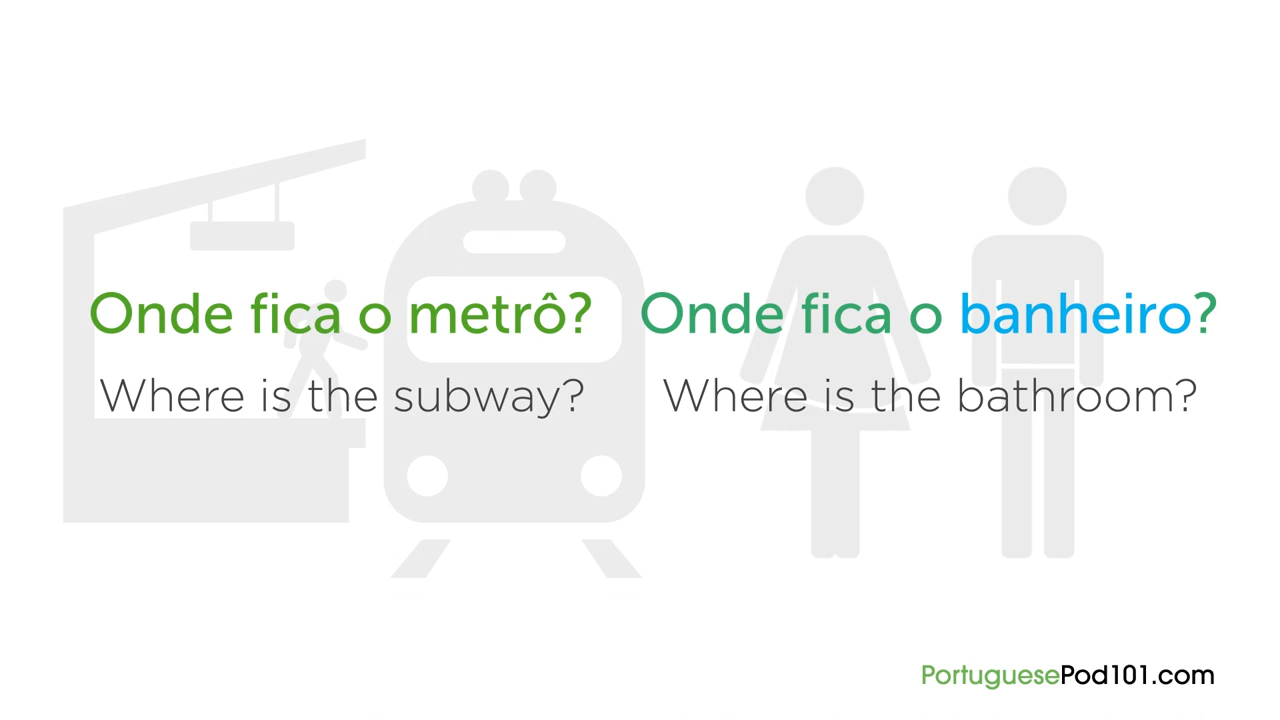 Onde fica o metrô?
Where is the subway?
Onde fica o banheiro?
Where is the bathroom?
PortuguesePod101.com